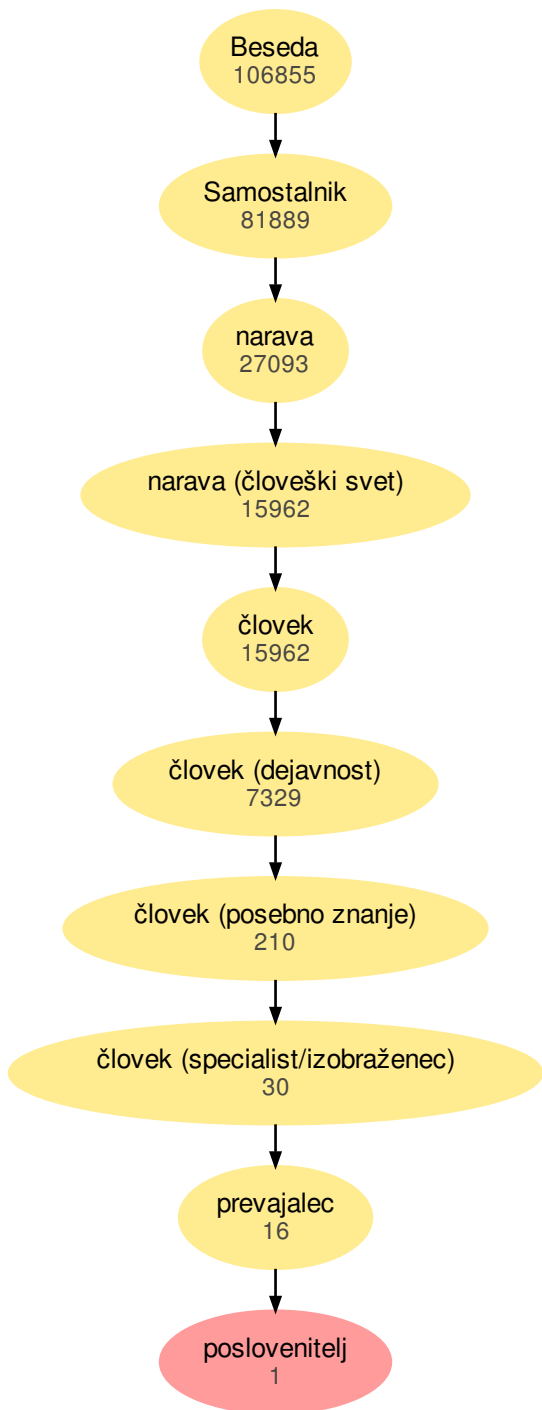 Beseda
106855
Samostalnik
81889
narava
27093
narava (človeški svet)
15962
človek
15962
človek (dejavnost)
7329
človek (posebno znanje)
210
človek (specialist/izobraženec)
30
prevajalec
16
poslovenitelj
1